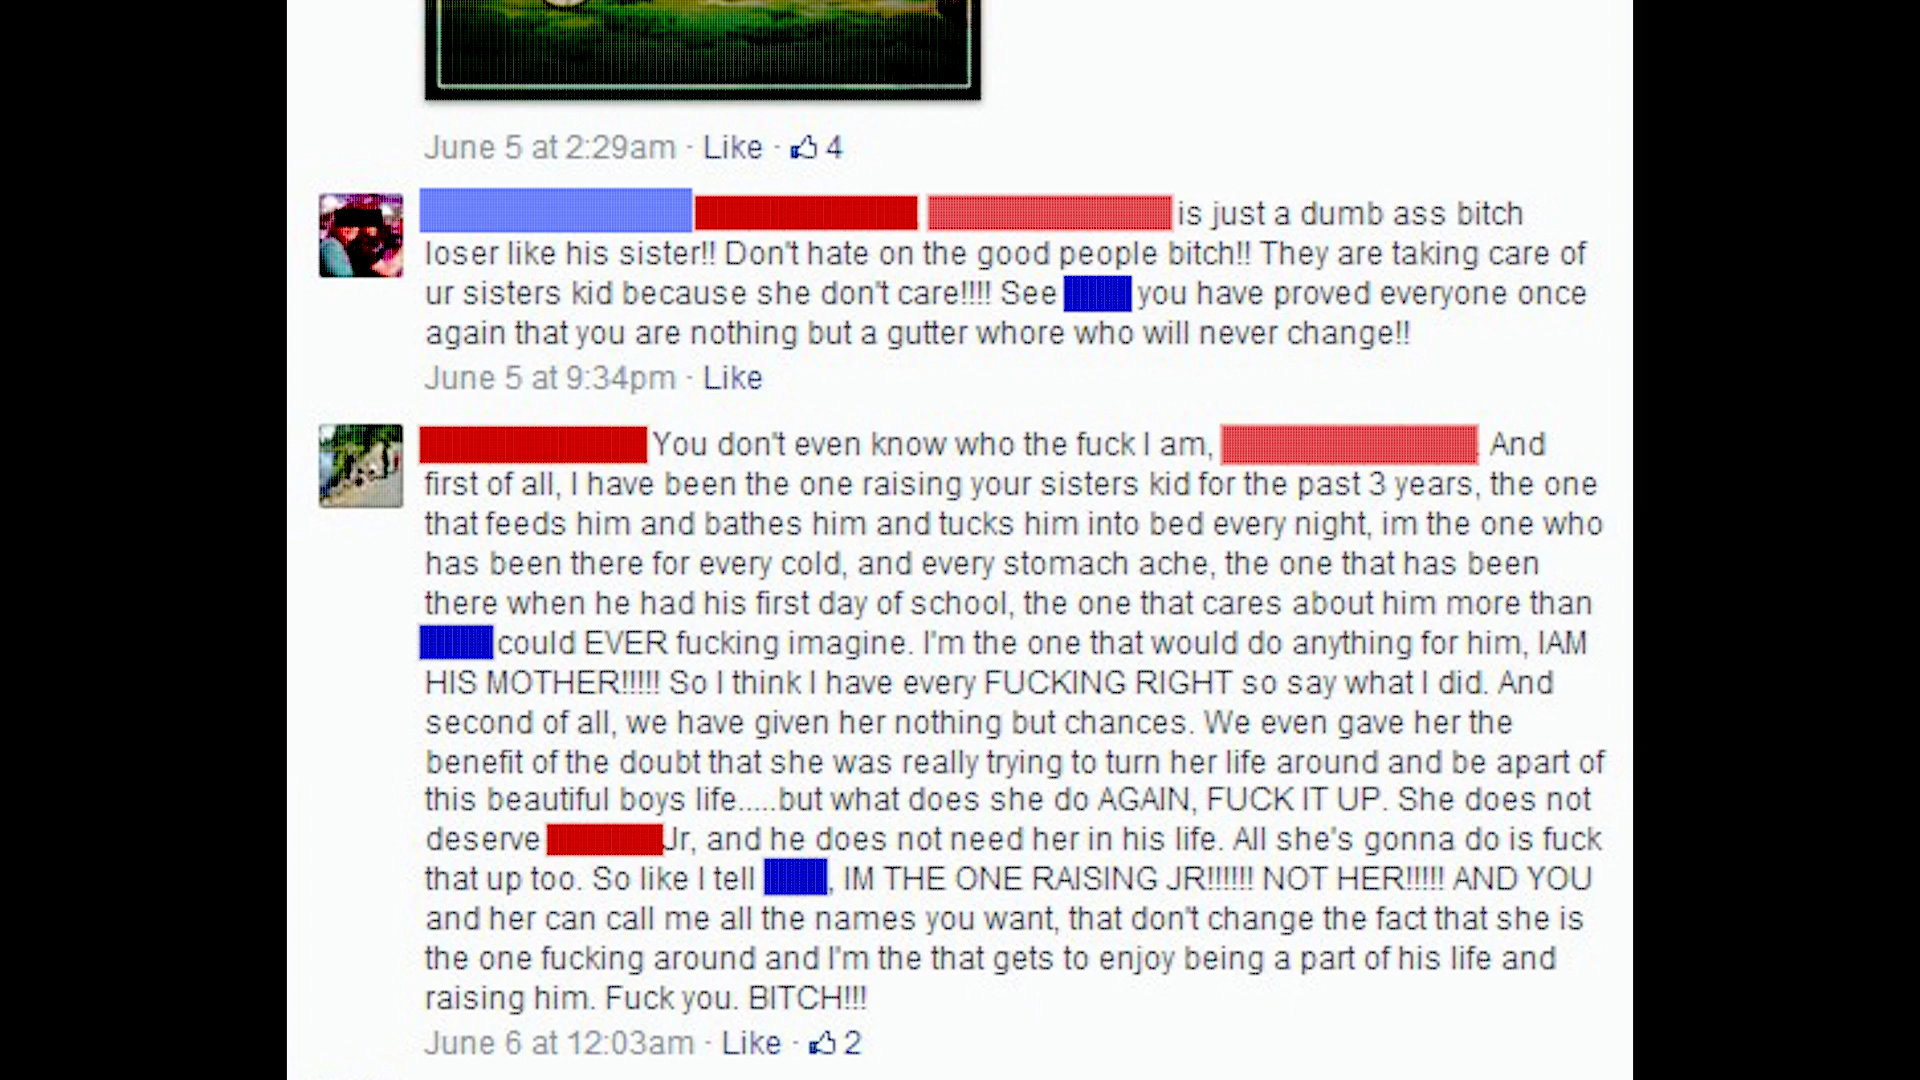 June 5 at 2:29am · Like · 4
is just a dumb ass bitch
loser like his sister!! Don't hate on the good people bitch!! They are taking care of
ur sisters kid because she don't care!!!! See you have proved everyone once
again that you are nothing but a gutter whore who will never change!!
June 5 at 9:34pm · Like
You don't even know who the fuck I am, . And
first of all, I have been the one raising your sisters kid for the past 3 years, the one
that feeds him and bathes him and tucks him into bed every night, im the one who
has been there for every cold, and every stomach ache, the one that has been
there when he had his first day of school, the one that cares about him more than
could EVER fucking imagine. I'm the one that would do anything for him, IAM
HIS MOTHER!!!!! So I think I have every FUCKING RIGHT so say what I did. And
second of all, we have given her nothing but chances. We even gave her the
benefit of the doubt that she was really trying to turn her life around and be apart of
this beautiful boys life.....but what does she do AGAIN, FUCK IT UP. She does not
deserve Jr, and he does not need her in his life. All she's gonna do is fuck
that up too. So like I tell , IM THE ONE RAISING JR!!!!!! NOT HER!!!!! AND YOU
and her can call me all the names you want, that don't change the fact that she is
the one fucking around and I'm the that gets to enjoy being a part of his life and
raising him. Fuck you. BITCH!!!
June 6 at 12:03am · Like · 2